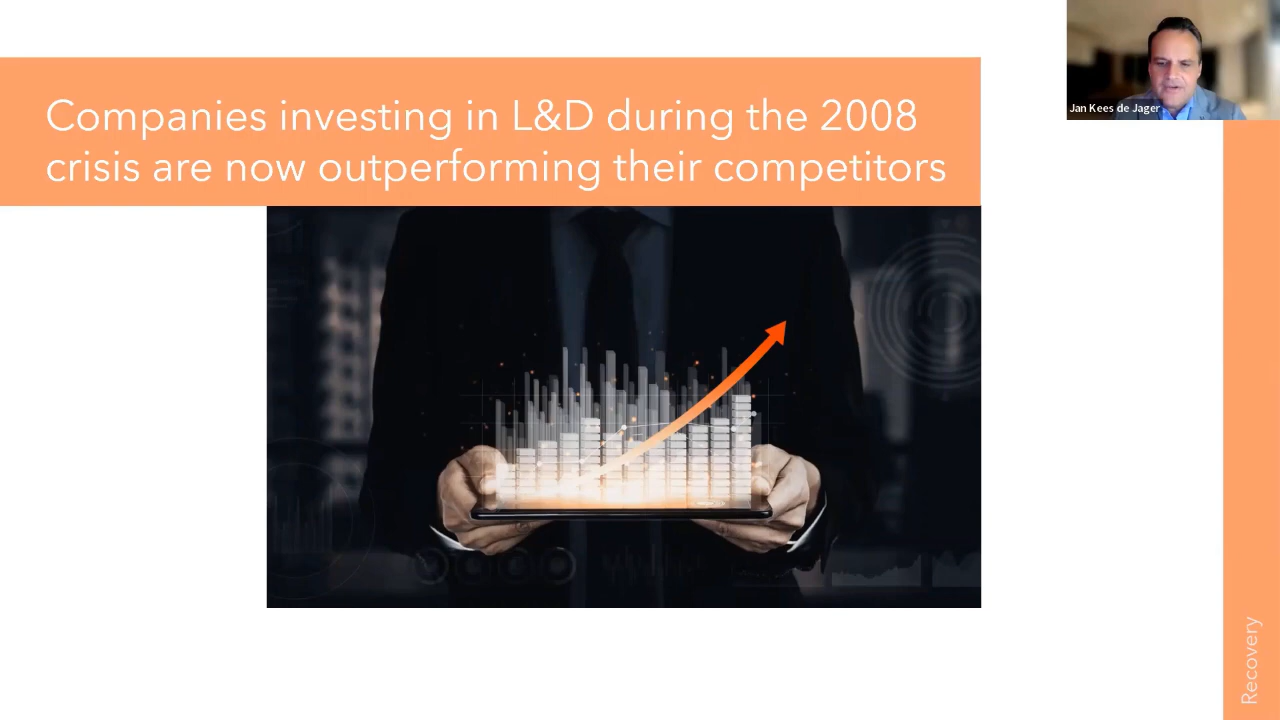 Companies investing in L&D during the 2008
crisis are now outperforming their competitors
Jan Kees de Jager
Recovery